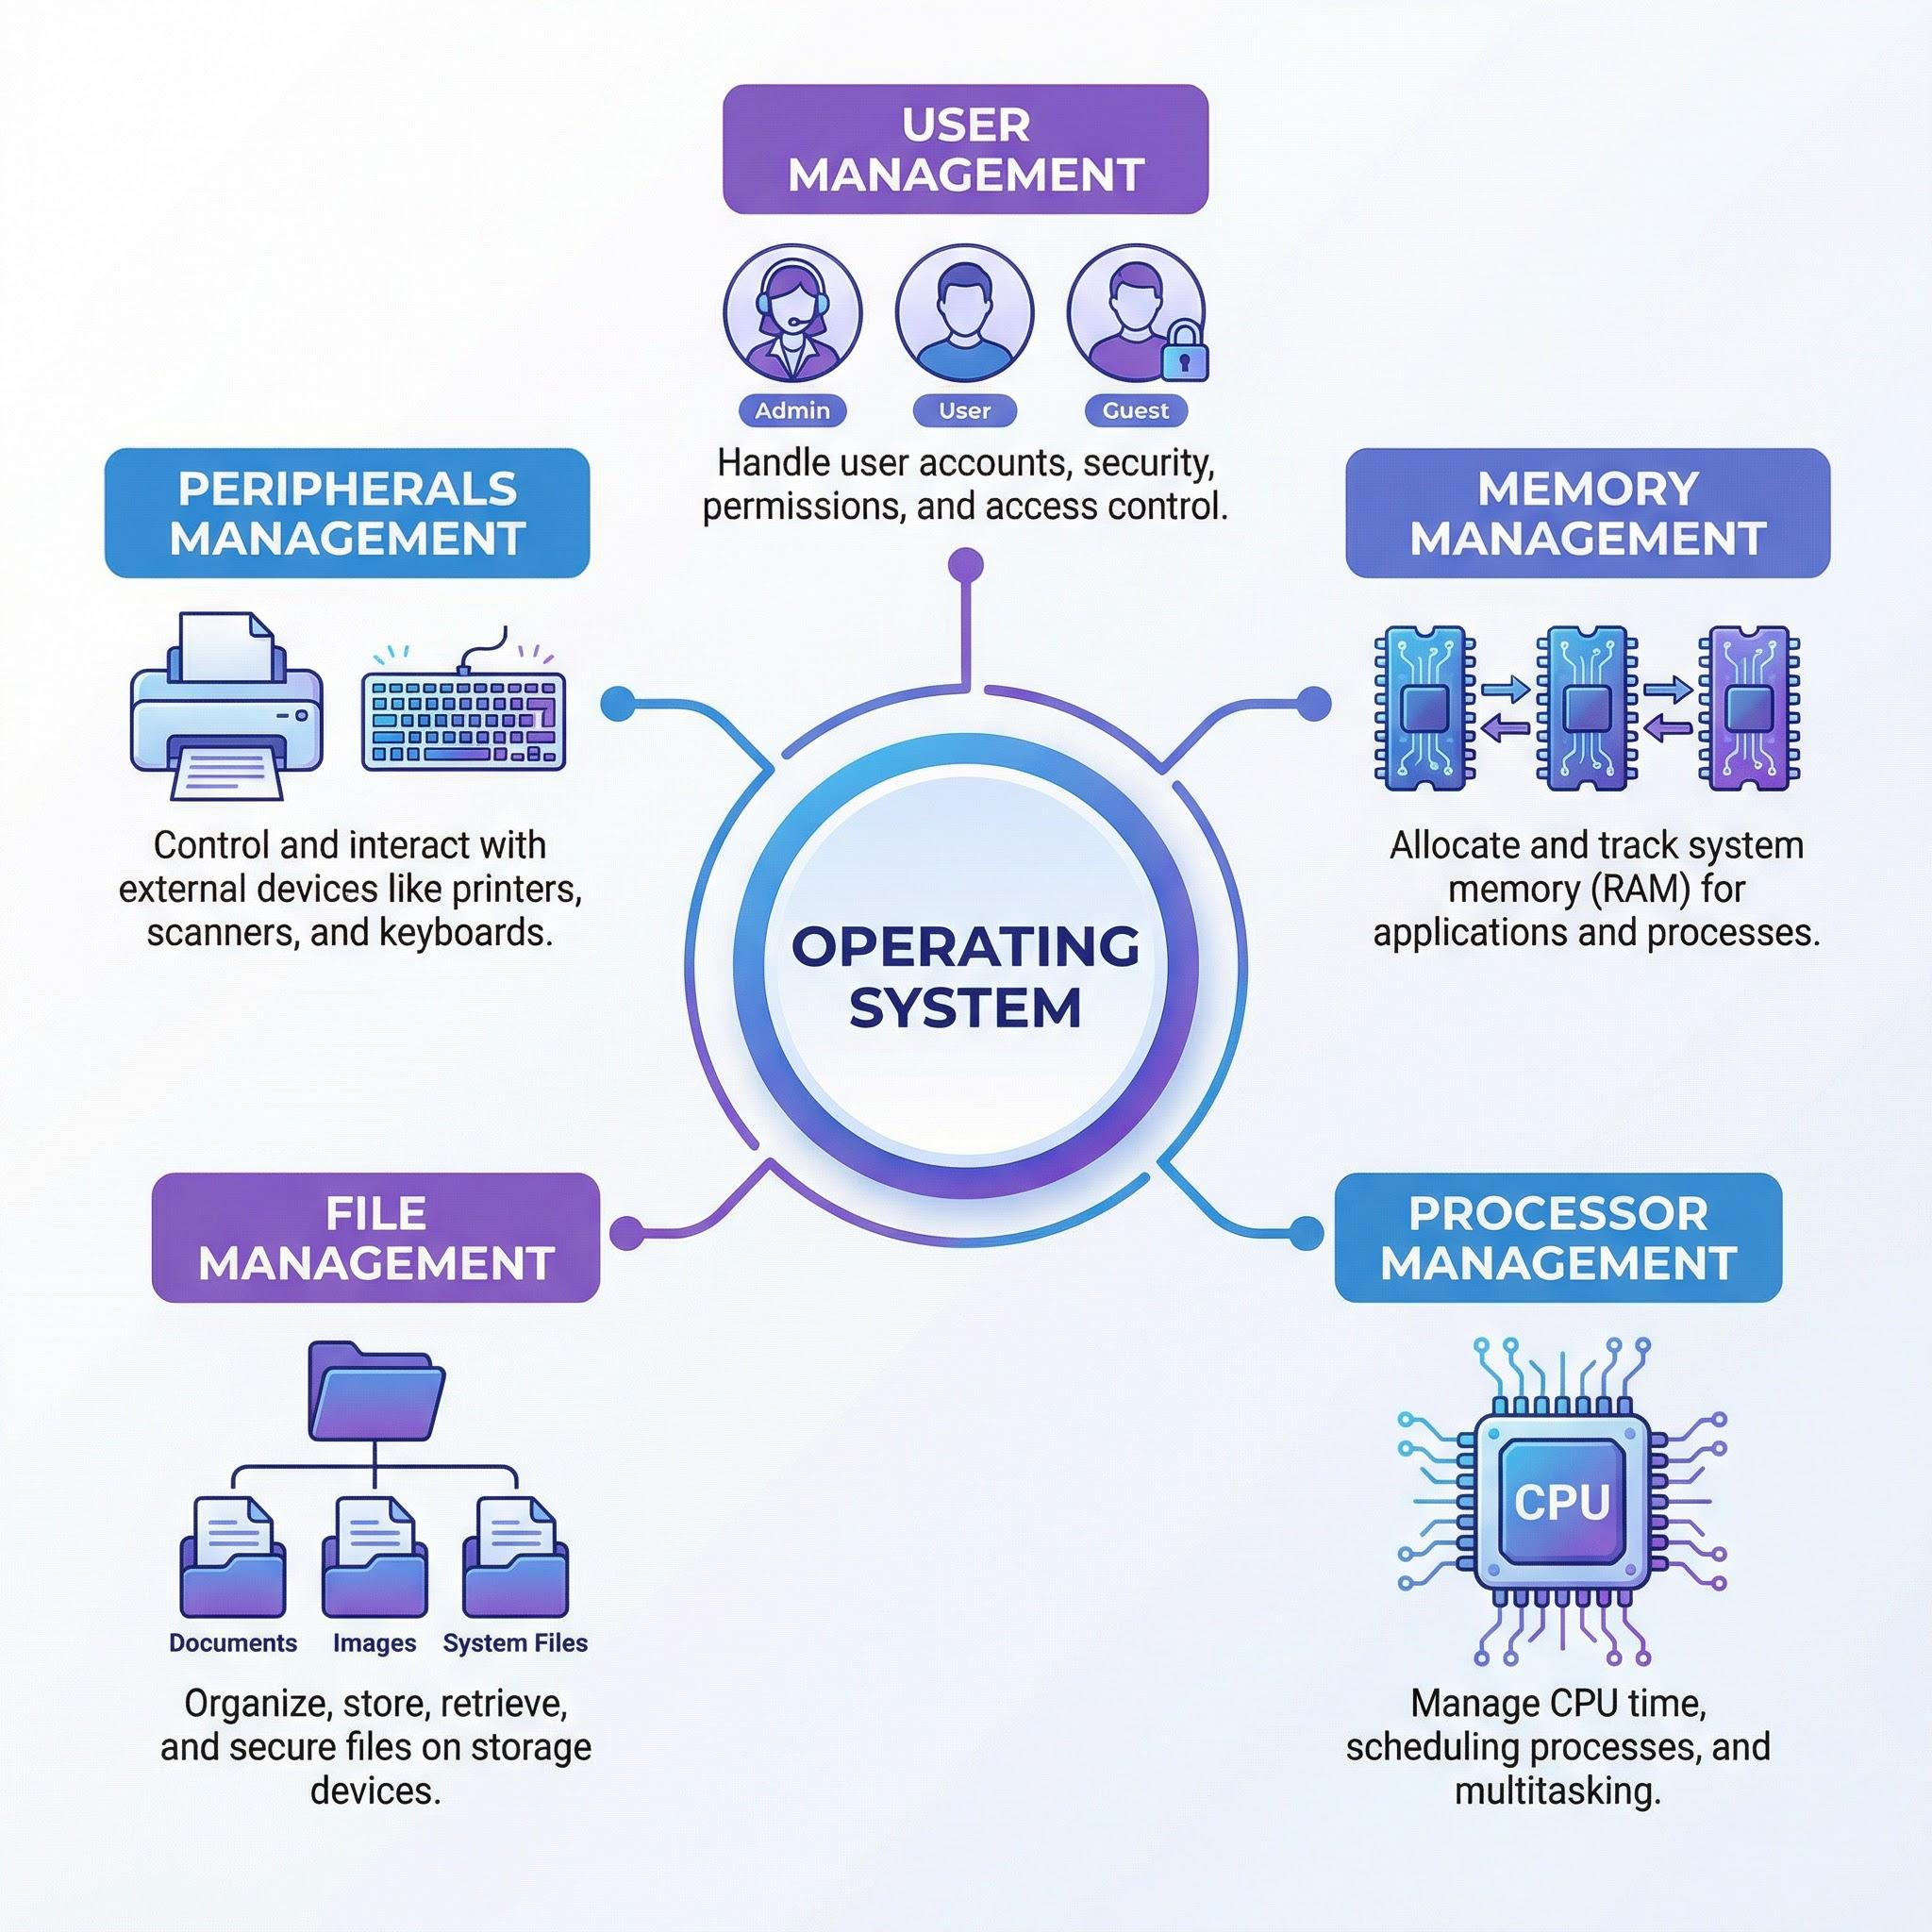 USER
MANAGEMENT
Admin
User
Guest
Handle user accounts, security,
permissions, and access control.
PERIPHERALS
MANAGEMENT
Control and interact with
external devices like printers,
scanners, and keyboards.
MEMORY
MANAGEMENT
Allocate and track system
memory (RAM) for
applications and processes.
OPERATING
SYSTEM
FILE
MANAGEMENT
Documents
Images
System Files
Organize, store, retrieve,
and secure files on storage
devices.
PROCESSOR
MANAGEMENT
CPU
Manage CPU time,
scheduling processes, and
multitasking.